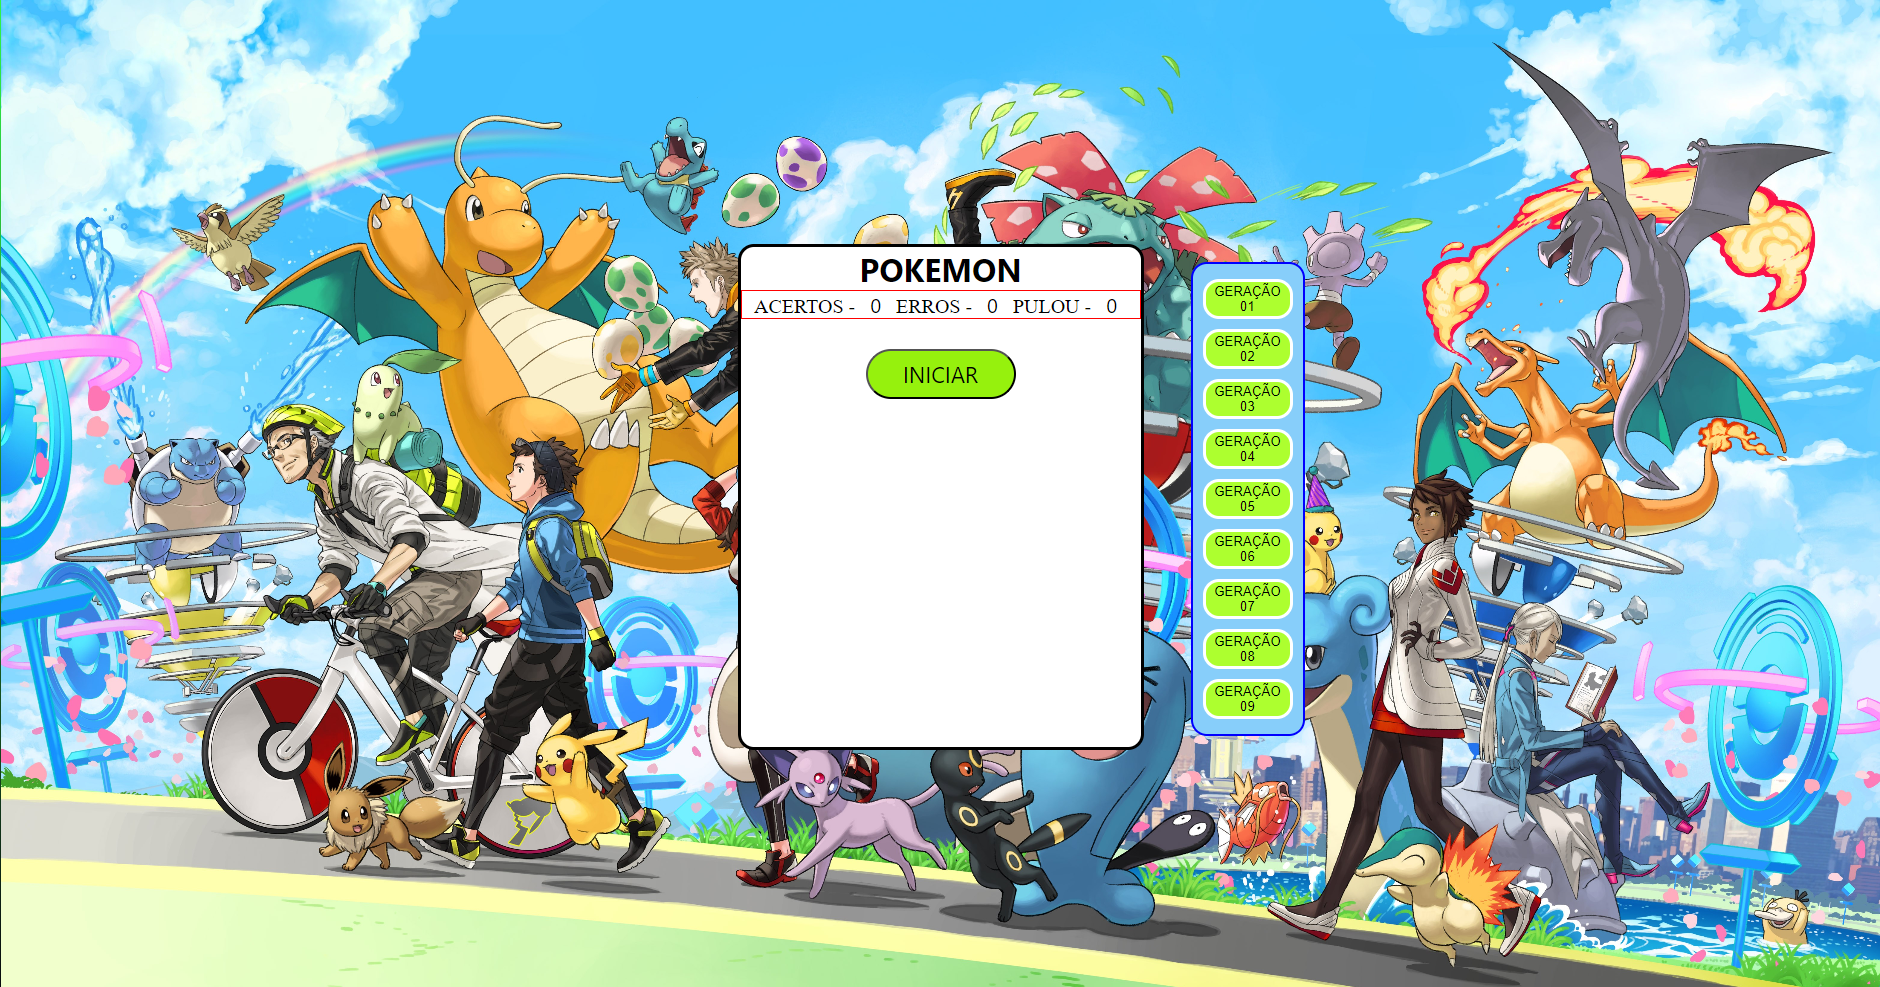 POKEMON
ACERTOS - 0 ERROS - 0 PULOU - 0
INICIAR
GERAÇÃO
01
GERAÇÃO
02
GERAÇÃO
03
GERAÇÃO
04
GERAÇÃO
05
GERAÇÃO
06
GERAÇÃO
07
GERAÇÃO
08
GERAÇÃO
09